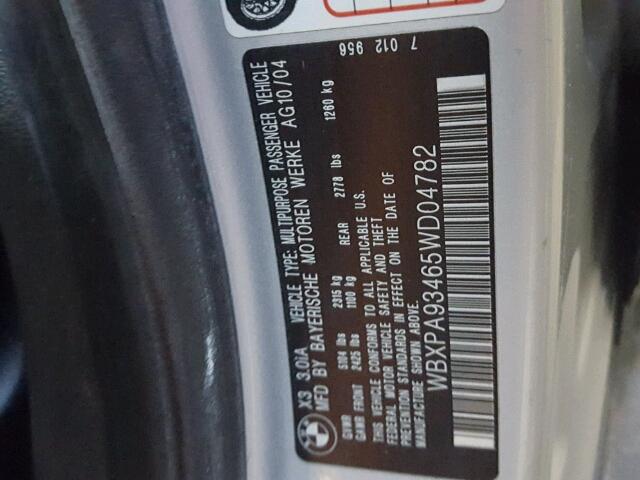 X3 3.0iA VEHICLE TYPE: MULTIPURPOSE PASSENGER VEHICLE
MFD BY BAYERISCHE MOTOREN WERKE AG10/04
GVWR 5104 lbs 2315 kg
GAWR FRONT 2425 lbs 1100 kg REAR 2778 lbs 1260 kg
THIS VEHICLE CONFORMS TO ALL APPLICABLE U.S.
FEDERAL MOTOR VEHICLE SAFETY AND THEFT
PREVENTION STANDARDS IN EFFECT ON THE DATE OF
MANUFACTURE SHOWN ABOVE.
WBXPA93465WD04782
7 012 956